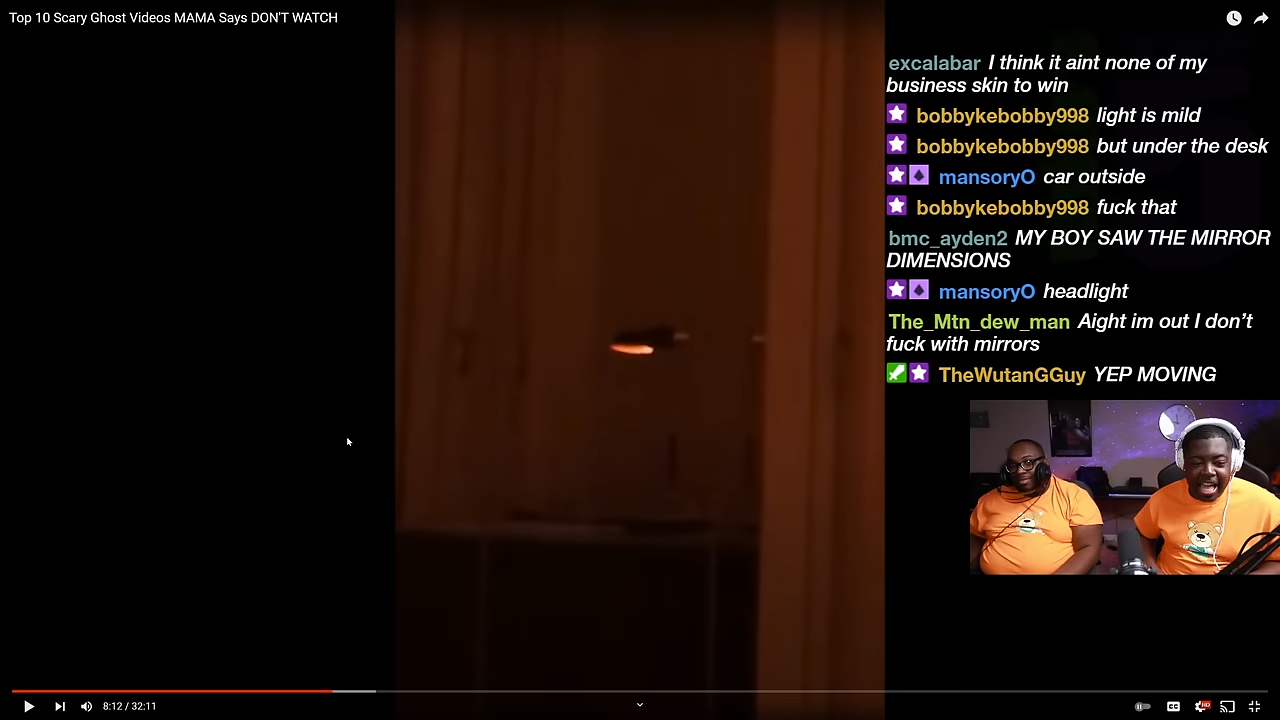 Top 10 Scary Ghost Videos MAMA Says DON'T WATCH
excalabar I think it aint none of my
business skin to win
bobbykebobby998 light is mild
bobbykebobby998 but under the desk
mansoryO car outside
bobbykebobby998 fuck that
bmc_ayden2 MY BOY SAW THE MIRROR
DIMENSIONS
mansoryO headlight
The_Mtn_dew_man Aight im out I don't
fuck with mirrors
TheWutanGGuy YEP MOVING
8:12 / 32:11
CC
HD